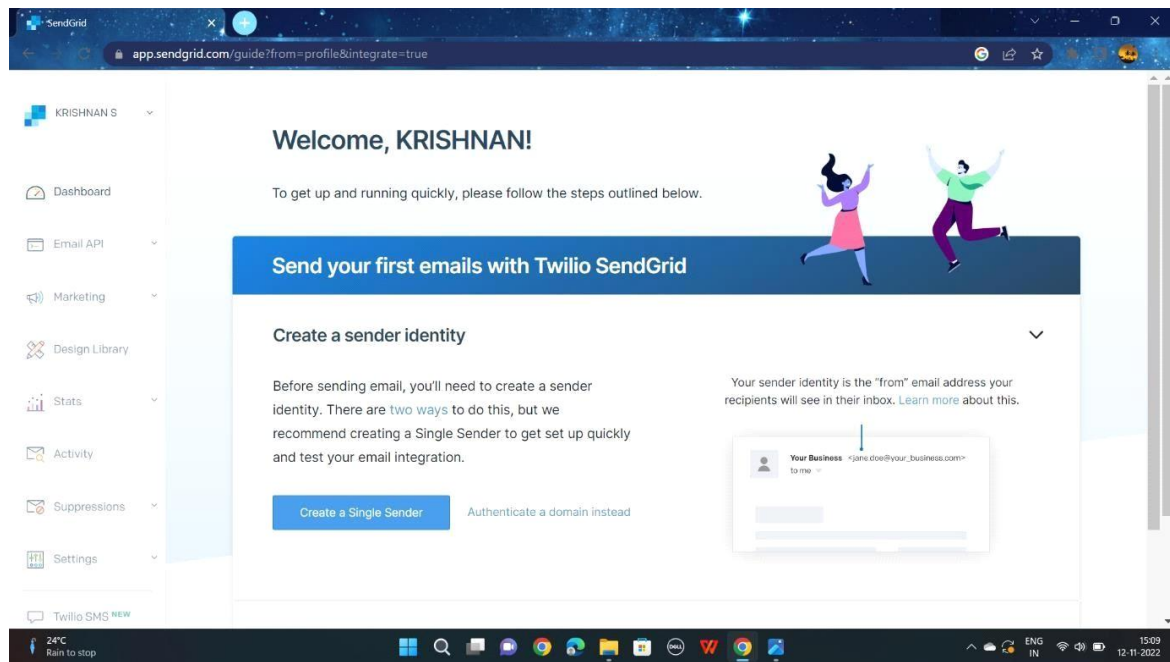 SendGrid
app.sendgrid.com/guide?from=profile&integrate=true
KRISHNAN S
Dashboard
Email API
Marketing
Design Library
Stats
Activity
Suppressions
Settings
Twilio SMS NEW
Welcome, KRISHNAN!
To get up and running quickly, please follow the steps outlined below.
Send your first emails with Twilio SendGrid
Create a sender identity
Before sending email, you'll need to create a sender
identity. There are two ways to do this, but we
recommend creating a Single Sender to get set up quickly
and test your email integration.
Create a Single Sender
Authenticate a domain instead
Your sender identity is the "from" email address your
recipients will see in their inbox. Learn more about this.
Your Business <jane.doe@your_business.com>
to me
24°C
Rain to stop
DELL
ENG
IN
15:09
12-11-2022